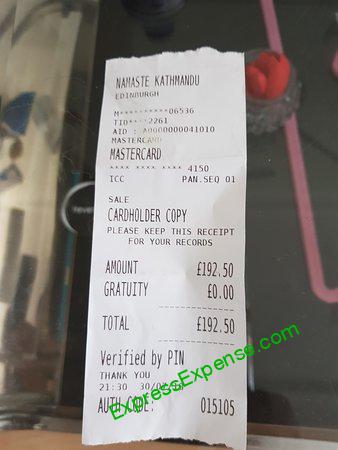 NAMASTE KATHMANDU
EDINBURGH
M**********06536
TID****2261
AID : A0000000041010
MASTERCARD
MASTERCARD
**** **** **** 4150
ICC PAN.SEQ 01
SALE
CARDHOLDER COPY
PLEASE KEEP THIS RECEIPT
FOR YOUR RECORDS
AMOUNT £192.50
GRATUITY £0.00
TOTAL £192.50
Verified by PIN
THANK YOU
21:30 30/
AUTH CODE: 015105
ExpressExpense.com